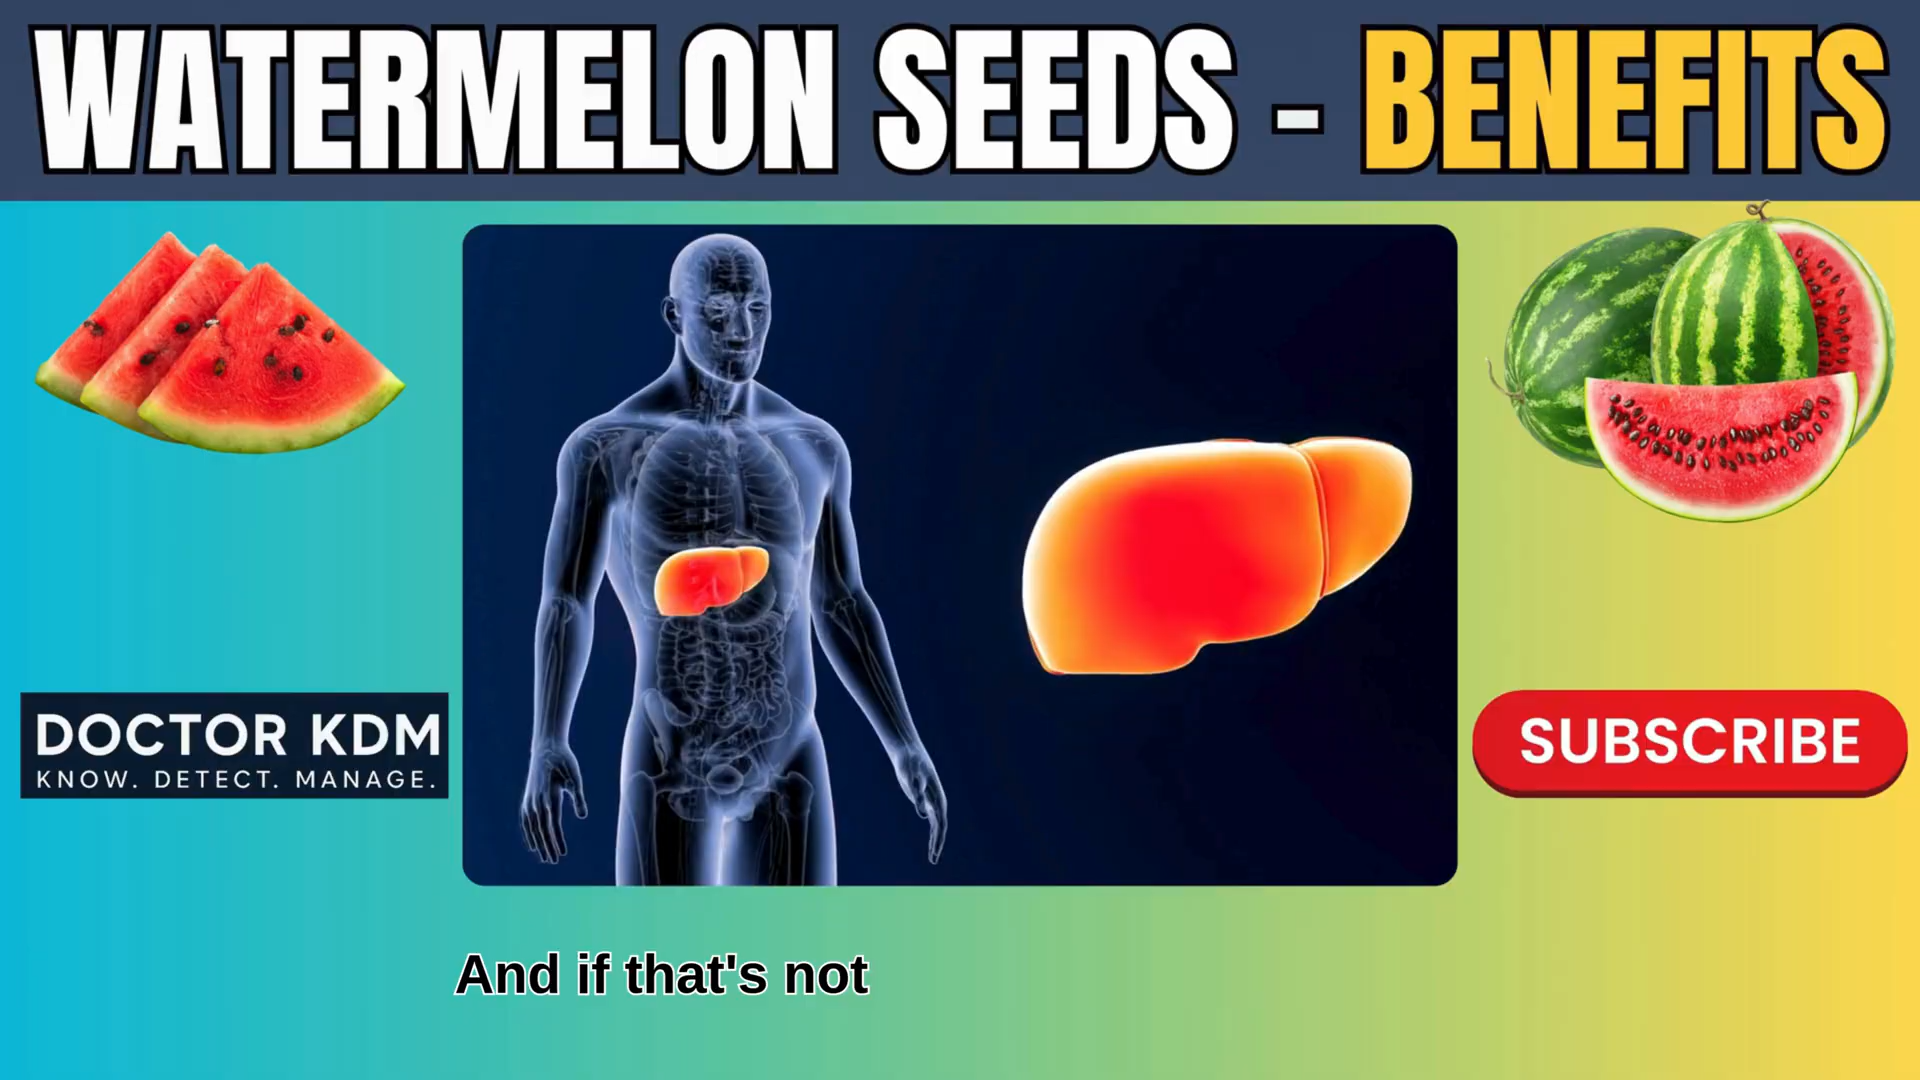 WATERMELON SEEDS - BENEFITS
DOCTOR KDM
KNOW. DETECT. MANAGE.
SUBSCRIBE
And if that's not